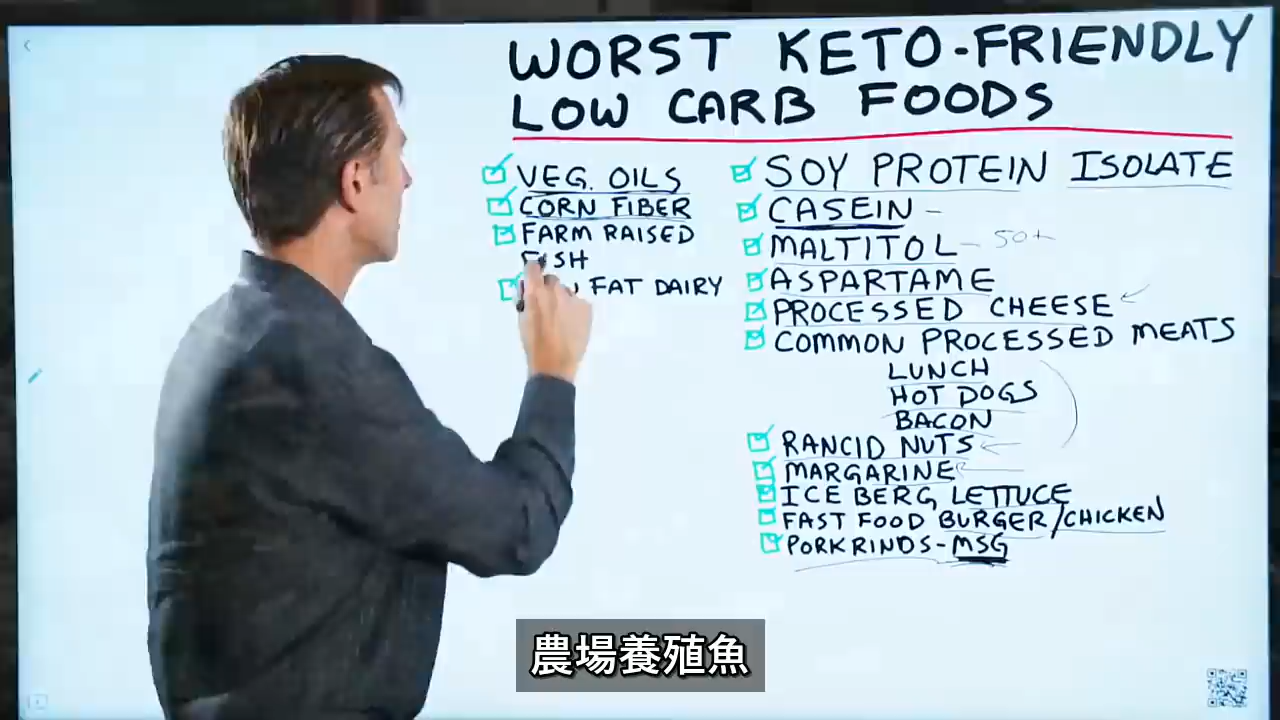 WORST KETO-FRIENDLY
LOW CARB FOODS
VEG. OILS
CORN FIBER
FARM RAISED
FISH
FAT DAIRY
SOY PROTEIN ISOLATE
CASEIN –
MALTITOL – 50+
ASPARTAME
PROCESSED CHEESE
COMMON PROCESSED MEATS
LUNCH
HOT DOGS
BACON
RANCID NUTS
MARGARINE
ICE BERG LETTUCE
FAST FOOD BURGER/CHICKEN
PORK RINDS - MSG
農場養殖魚